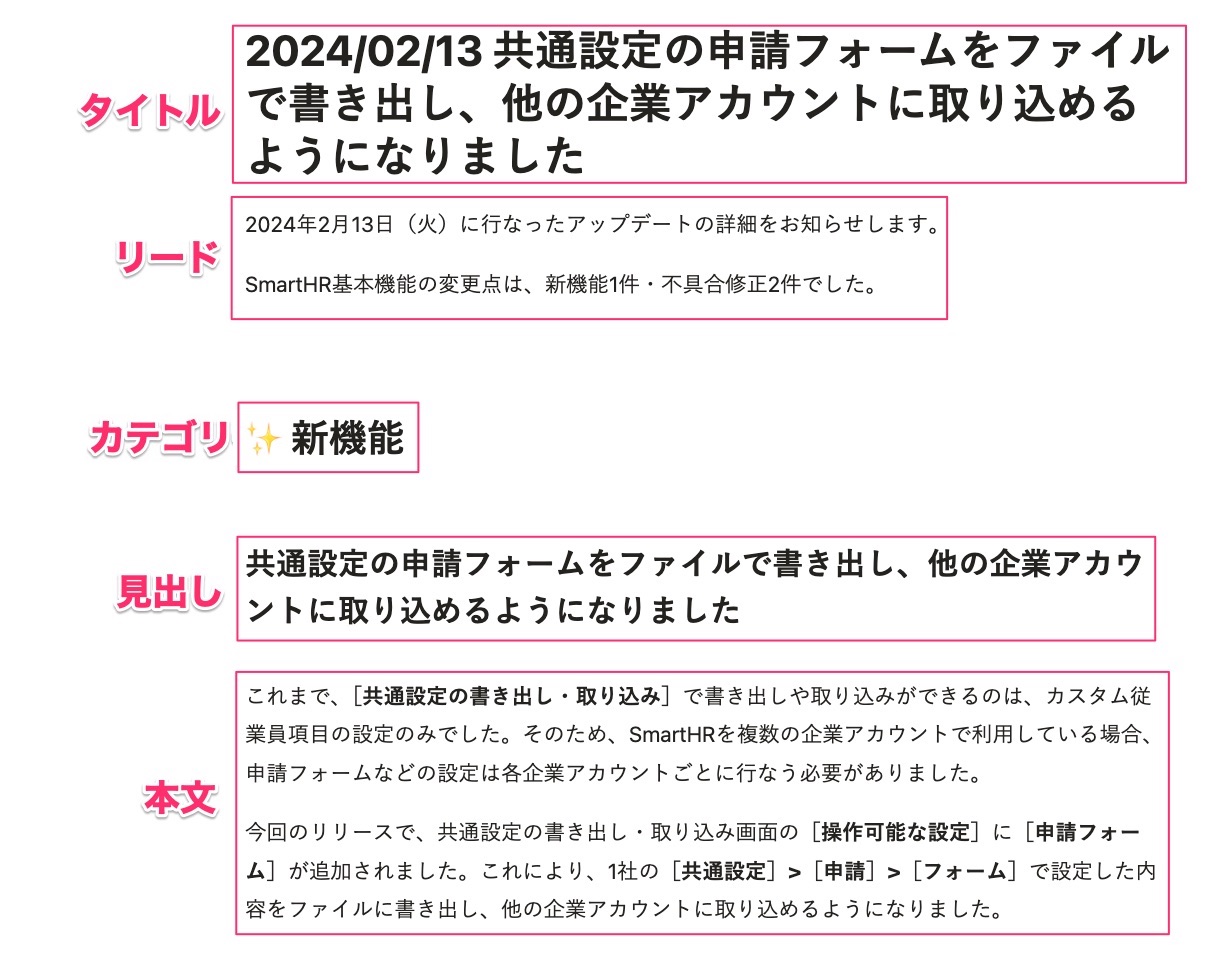 タイトル
2024/02/13 共通設定の申請フォームをファイル
で書き出し、他の企業アカウントに取り込める
ようになりました
リード
2024年2月13日（火）に行なったアップデートの詳細をお知らせします。
SmartHR基本機能の変更点は、新機能1件・不具合修正2件でした。
カテゴリ
✨ 新機能
見出し
共通設定の申請フォームをファイルで書き出し、他の企業アカウ
ントに取り込めるようになりました
本文
これまで、［共通設定の書き出し・取り込み］で書き出しや取り込みができるのは、カスタム従
業員項目の設定のみでした。そのため、SmartHRを複数の企業アカウントで利用している場合、
申請フォームなどの設定は各企業アカウントごとに行なう必要がありました。
今回のリリースで、共通設定の書き出し・取り込み画面の［操作可能な設定］に［申請フォー
ム］が追加されました。これにより、1社の［共通設定］>［申請］>［フォーム］で設定した内
容をファイルに書き出し、他の企業アカウントに取り込めるようになりました。